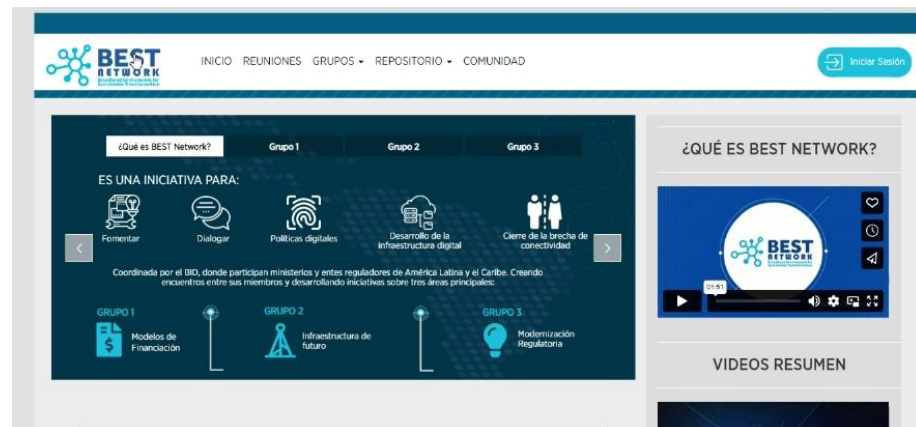 BEST
NETWORK
INICIO REUNIONES GRUPOS REPOSITORIO COMUNIDAD
Iniciar Sesión
¿Qué es BEST Network?
Grupo 1
Grupo 2
Grupo 3
ES UNA INICIATIVA PARA:
Fomentar
Dialogar
Políticas digitales
Desarrollo de la
infraestructura digital
Cierre de la brecha de
conectividad
Coordinada por el BID, donde participan ministerios y entes reguladores de América Latina y el Caribe. Creando
encuentros entre sus miembros y desarrollando iniciativas sobre tres áreas principales:
GRUPO 1
Modelos de
Financiación
GRUPO 2
Infraestructura de
futuro
GRUPO 3
Modernización
Regulatoria
¿QUÉ ES BEST NETWORK?
BEST
NETWORK
01:51
VIDEOS RESUMEN